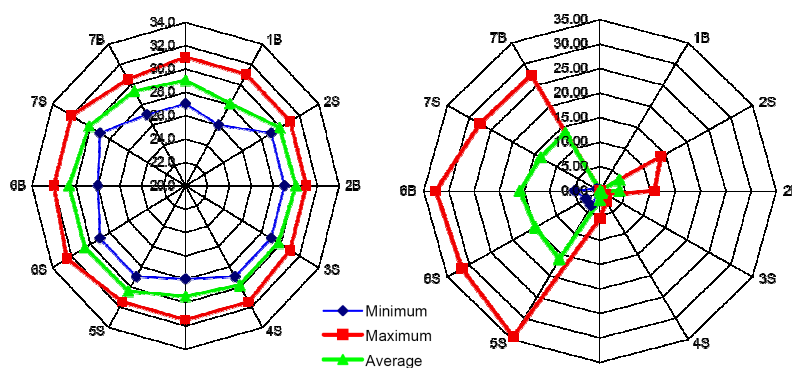 34.0
32.0
30.0
28.0
26.0
24.0
22.0
20.0
1B
2S
2B
3S
4S
5S
6S
6B
7S
7B
35.00
30.00
25.00
20.00
15.00
10.00
5.00
0.00
1B
2S
3S
4S
5S
6S
6B
7S
7B
Minimum
Maximum
Average